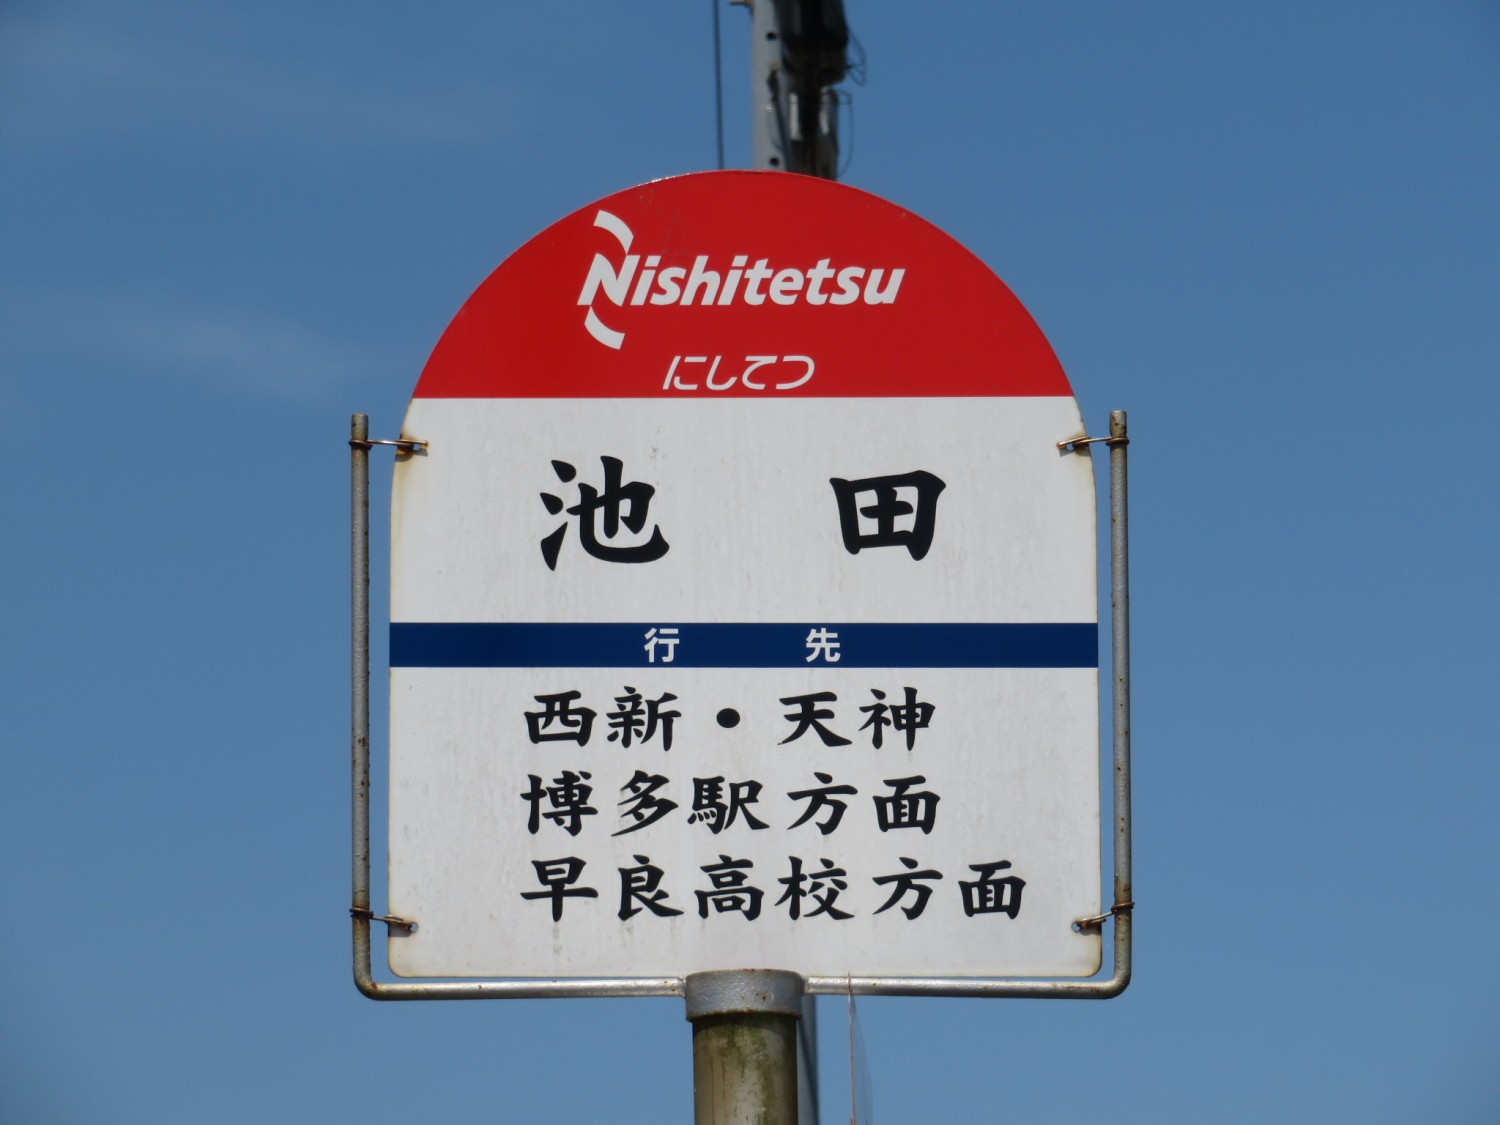 Nishitetsu
にしてつ
池田
行先
西新・天神
博多駅方面
早良高校方面